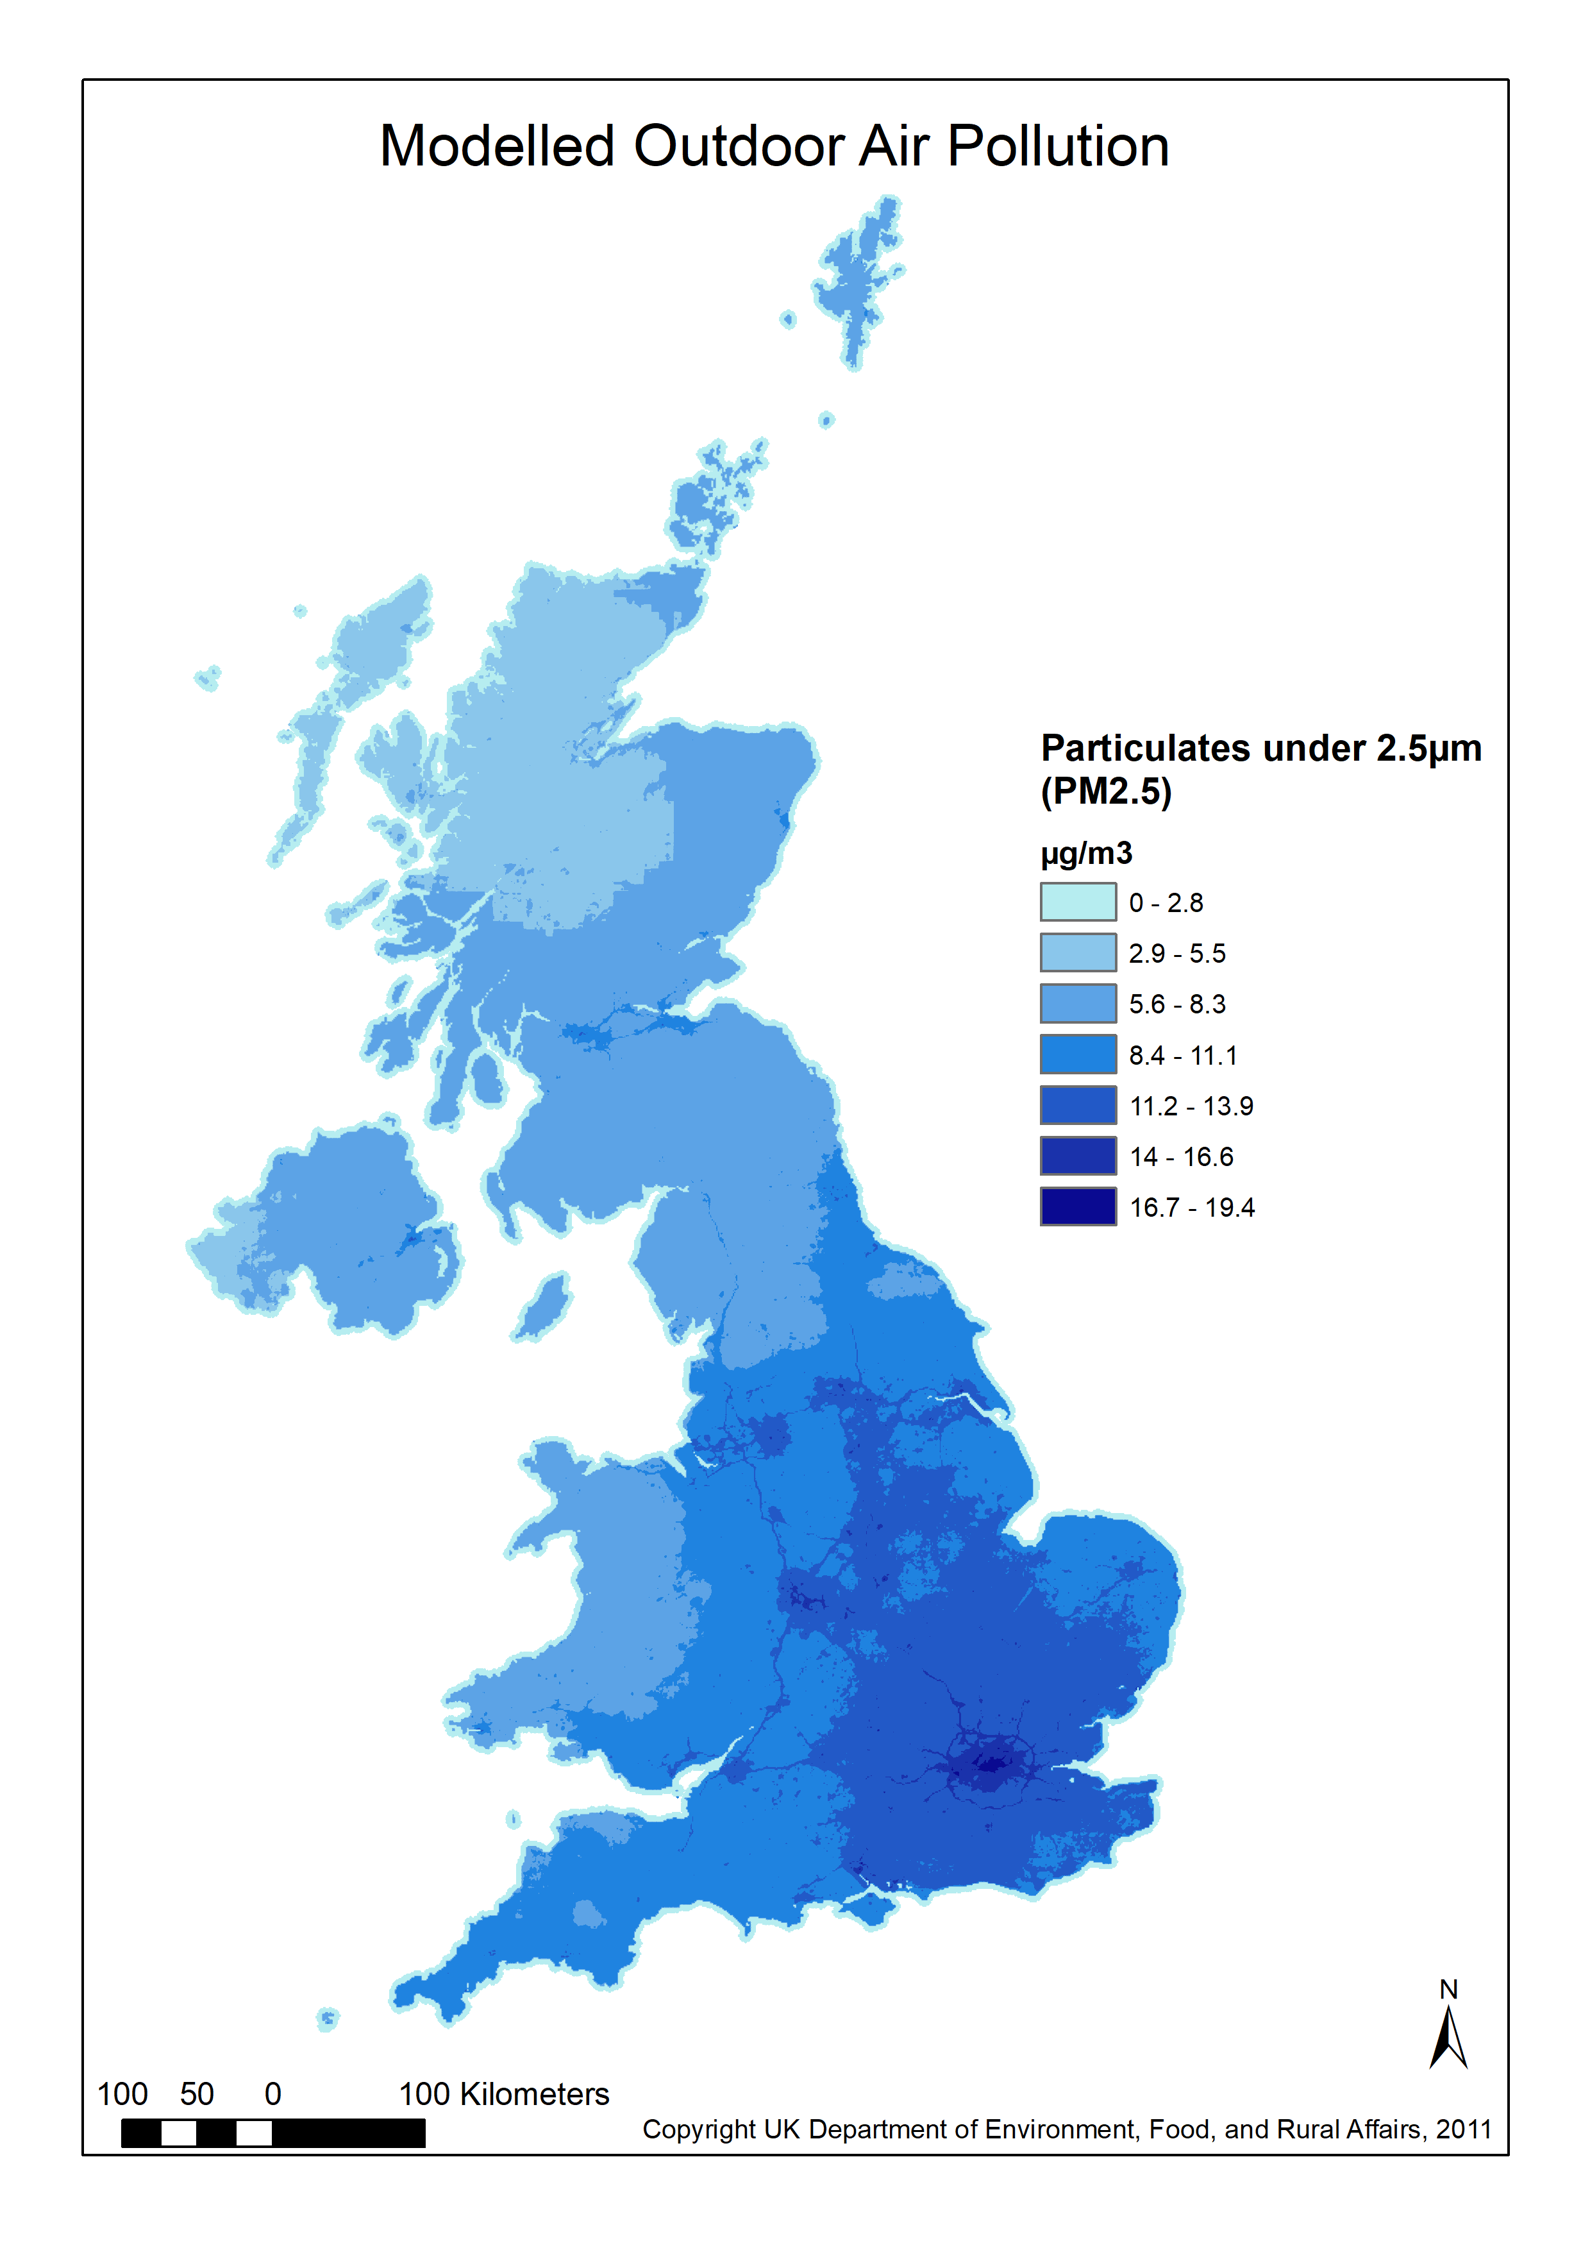 Modelled Outdoor Air Pollution
Particulates under 2.5µm
(PM2.5)
µg/m3
0 - 2.8
2.9 - 5.5
5.6 - 8.3
8.4 - 11.1
11.2 - 13.9
14 - 16.6
16.7 - 19.4
N
100 50 0 100 Kilometers
Copyright UK Department of Environment, Food, and Rural Affairs, 2011